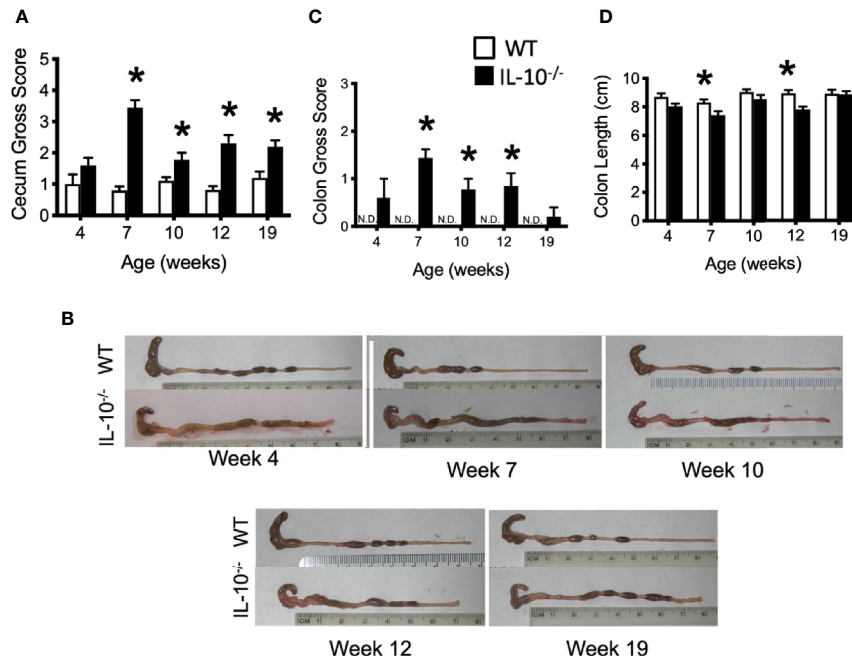 A
Cecum Gross Score
5
4
3
2
1
0
*
*
*
*
4 7 10 12 19
Age (weeks)
C
WT
IL-10-/-
Colon Gross Score
3
2
1
0
*
*
*
N.D. N.D. N.D. N.D. N.D.
4 7 10 12 19
Age (weeks)
D
Colon Length (cm)
10
8
6
4
2
0
*
*
4 7 10 12 19
Age (weeks)
B
WT
IL-10-/-
Week 4
Week 7
Week 10
WT
IL-10-/-
Week 12
Week 19